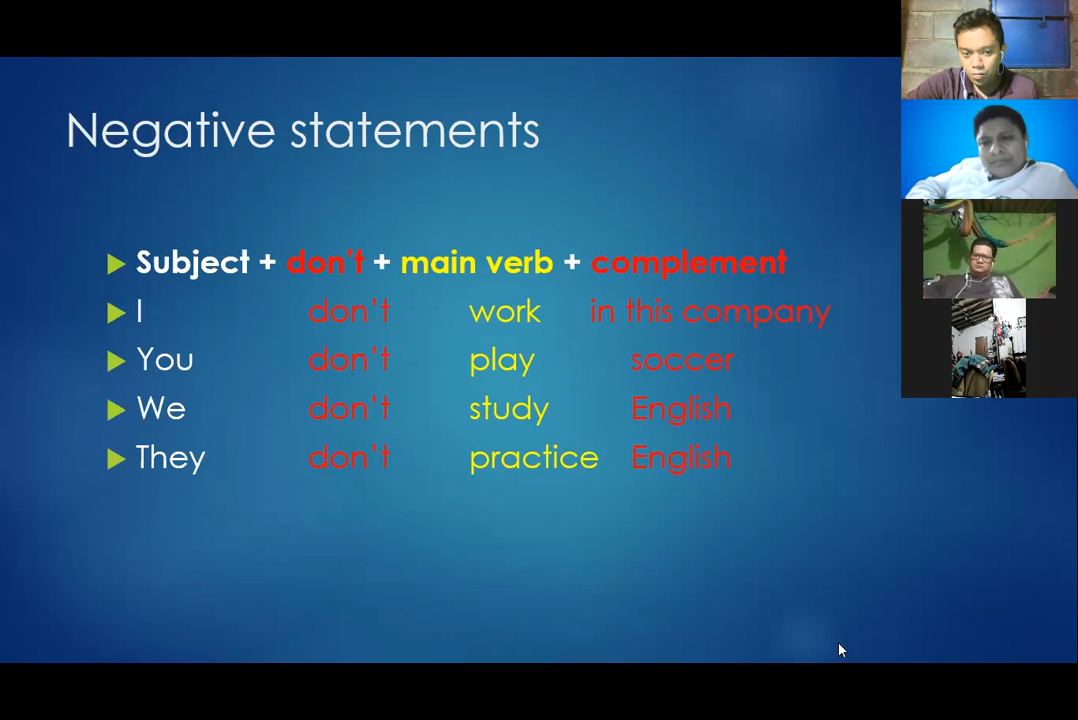 Negative statements
Subject + don't + main verb + complement
I don't work in this company
You don't play soccer
We don't study English
They don't practice English